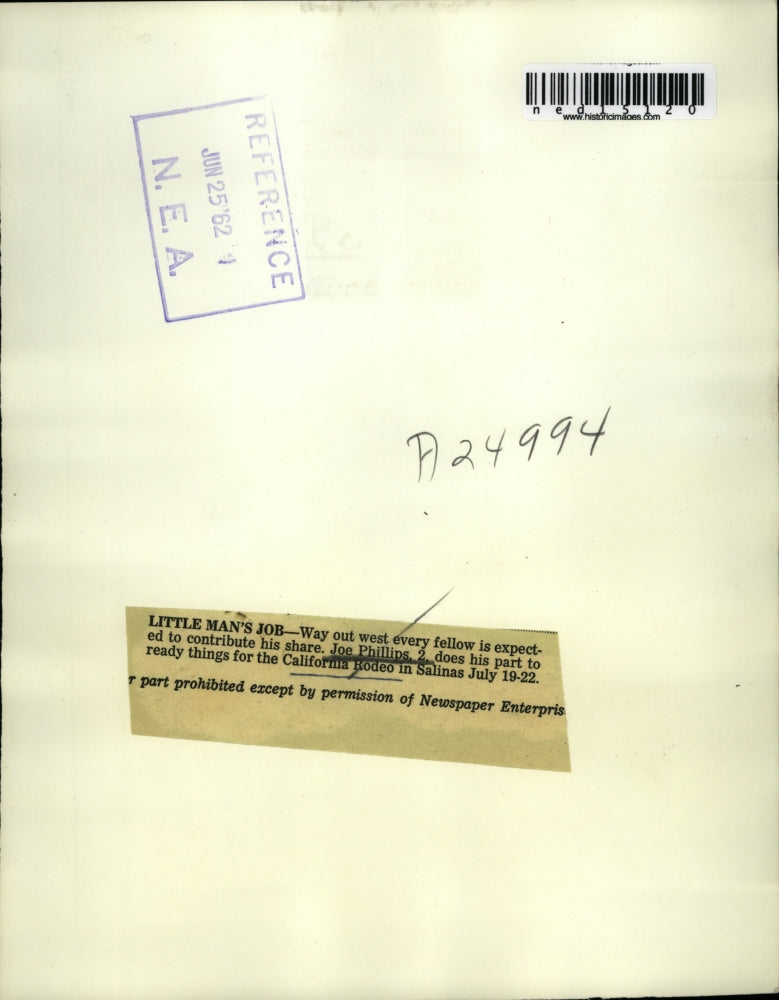 ned15120
www.historicimages.com
REFERENCE
JUN 25 '62
N. E. A.
A24994
LITTLE MAN'S JOB—Way out west every fellow is expect-
ed to contribute his share. Joe Phillips, 2, does his part to
ready things for the California Rodeo in Salinas July 19-22.
r part prohibited except by permission of Newspaper Enterpris